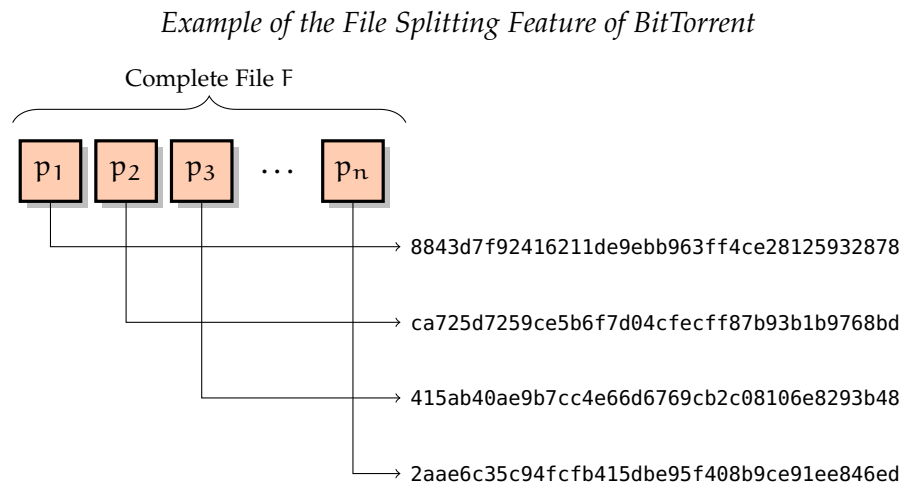 Example of the File Splitting Feature of BitTorrent
Complete File F
p1 p2 p3 ... pn
8843d7f92416211de9ebb963ff4ce28125932878
ca725d7259ce5b6f7d04cfecff87b93b1b9768bd
415ab40ae9b7cc4e66d6769cb2c08106e8293b48
2aae6c35c94fcfb415dbe95f408b9ce91ee846ed